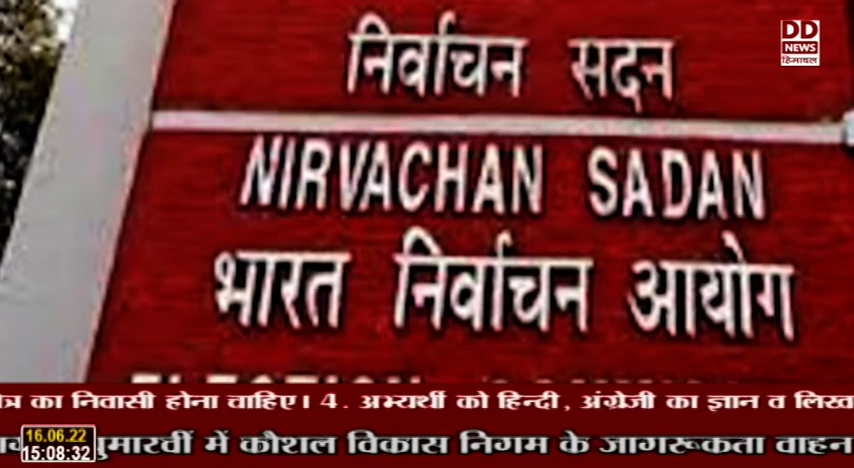 DD
NEWS
हिमाचल
निर्वाचन सदन
NIRVACHAN SADAN
भारत निर्वाचन आयोग
का निवासी होना चाहिए। 4. अभ्यर्थी को हिन्दी, अंग्रेजी का ज्ञान व लिख
में कौशल विकास निगम के जागरूकता वाहन
16.06.22
15:08:32